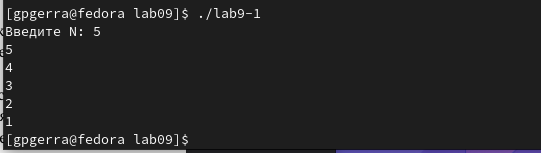 [gpgerra@fedora lab09]$ ./lab9-1
Введите N: 5
5
4
3
2
1
[gpgerra@fedora lab09]$